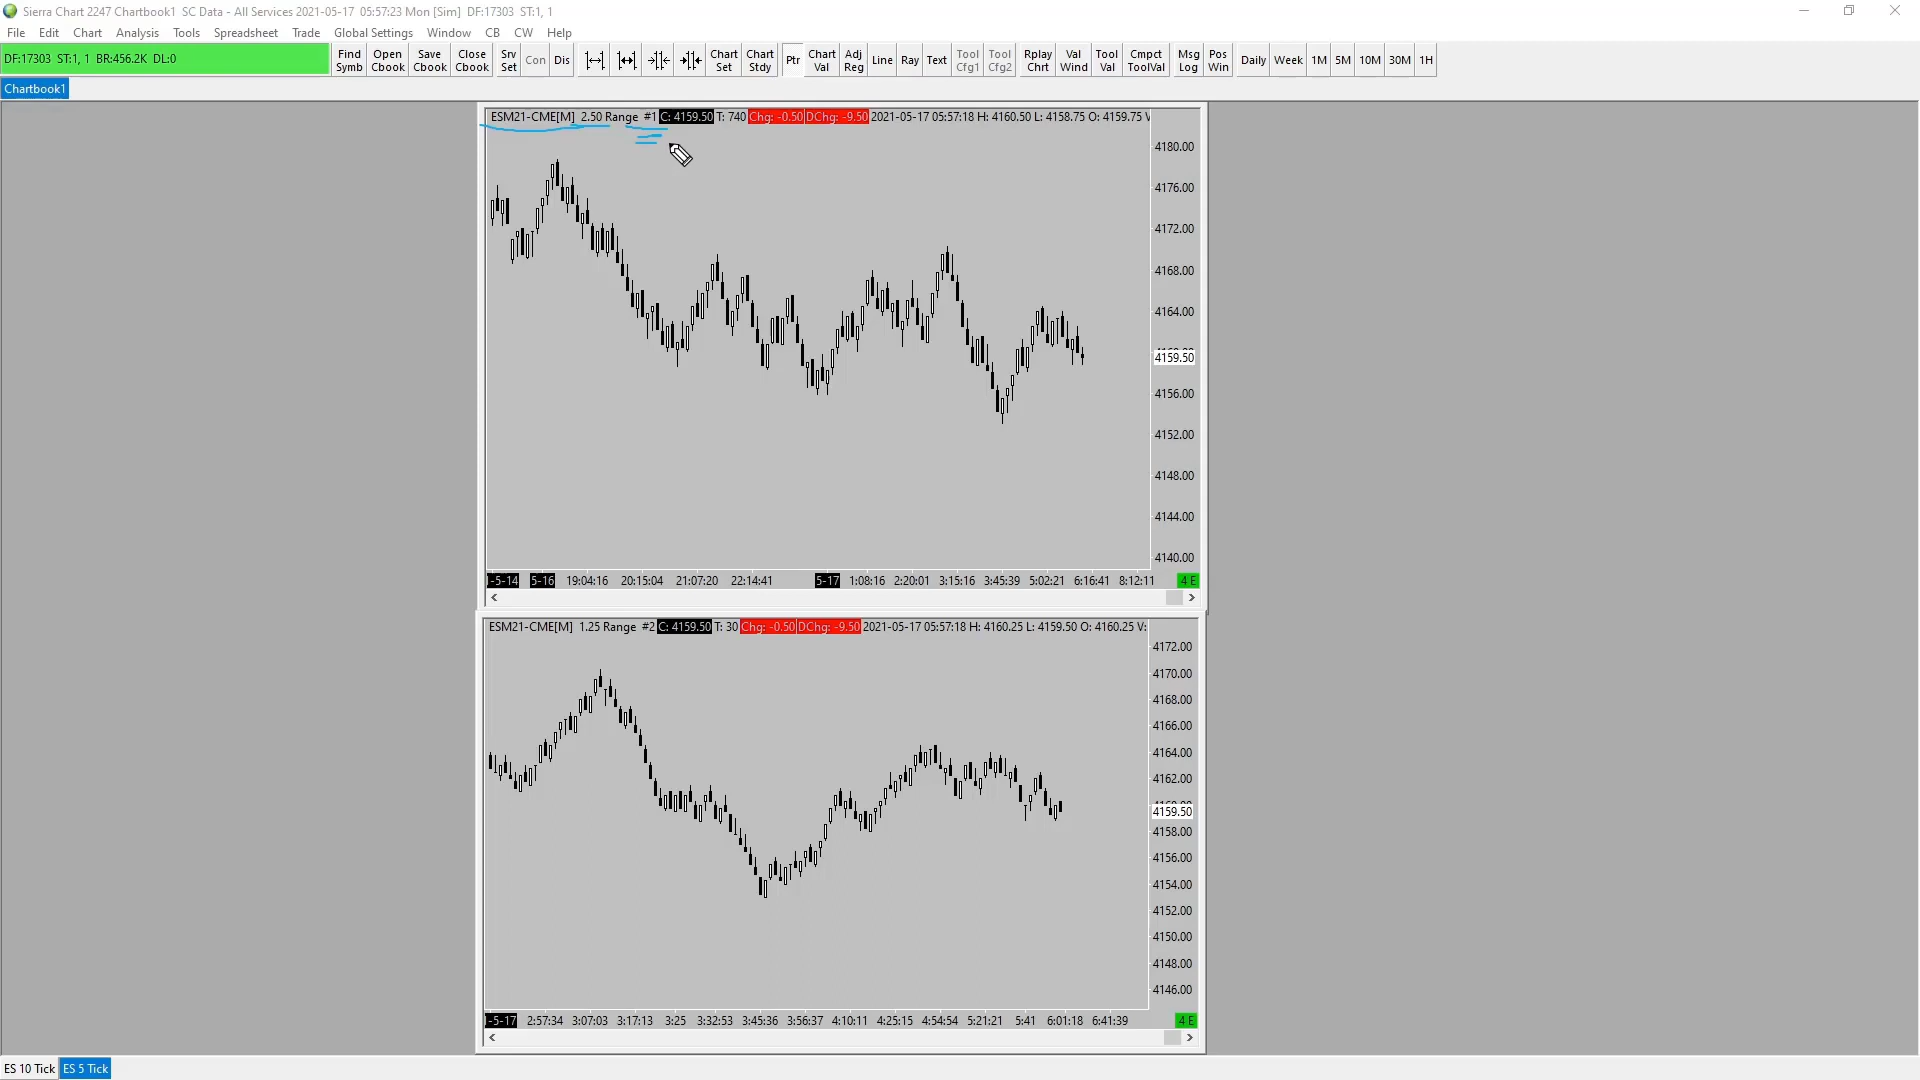 Sierra Chart 2247 Chartbook1 SC Data - All Services 2021-05-17 05:57:23 Mon [Sim] DF:17303 ST:1, 1
File Edit Chart Analysis Tools Spreadsheet Trade Global Settings Window CB CW Help
DF:17303 ST:1, 1 BR:456.2K DL:0
Find Symb Open Cbook Save Cbook Close Cbook Srv Set Con Dis Chart Set Chart Stdy Ptr Chart Val Adj Reg Line Ray Text Tool Cfg1 Tool Cfg2 Rplay Chrt Val Wind Tool Val Cmpct ToolVal Msg Log Pos Win Daily Week 1M 5M 10M 30M 1H
Chartbook1
ESM21-CME[M] 2.50 Range #1 C: 4159.50 T: 740 Chg: -0.50 DChg: -9.50 2021-05-17 05:57:18 H: 4160.50 L: 4158.75 O: 4159.75 V
4180.00
4176.00
4172.00
4168.00
4164.00
4159.50
4156.00
4152.00
4148.00
4144.00
4140.00
-5-14 5-16 19:04:16 20:15:04 21:07:20 22:14:41 5-17 1:08:16 2:20:01 3:15:16 3:45:39 5:02:21 6:16:41 8:12:11 4 E
ESM21-CME[M] 1.25 Range #2 C: 4159.50 T: 30 Chg: -0.50 DChg: -9.50 2021-05-17 05:57:18 H: 4160.25 L: 4159.50 O: 4160.25 V:
4172.00
4170.00
4168.00
4166.00
4164.00
4162.00
4159.50
4158.00
4156.00
4154.00
4152.00
4150.00
4148.00
4146.00
-5-17 2:57:34 3:07:03 3:17:13 3:25 3:32:53 3:45:36 3:56:37 4:10:11 4:25:15 4:54:54 5:21:21 5:41 6:01:18 6:41:39 4 E
ES 10 Tick ES 5 Tick